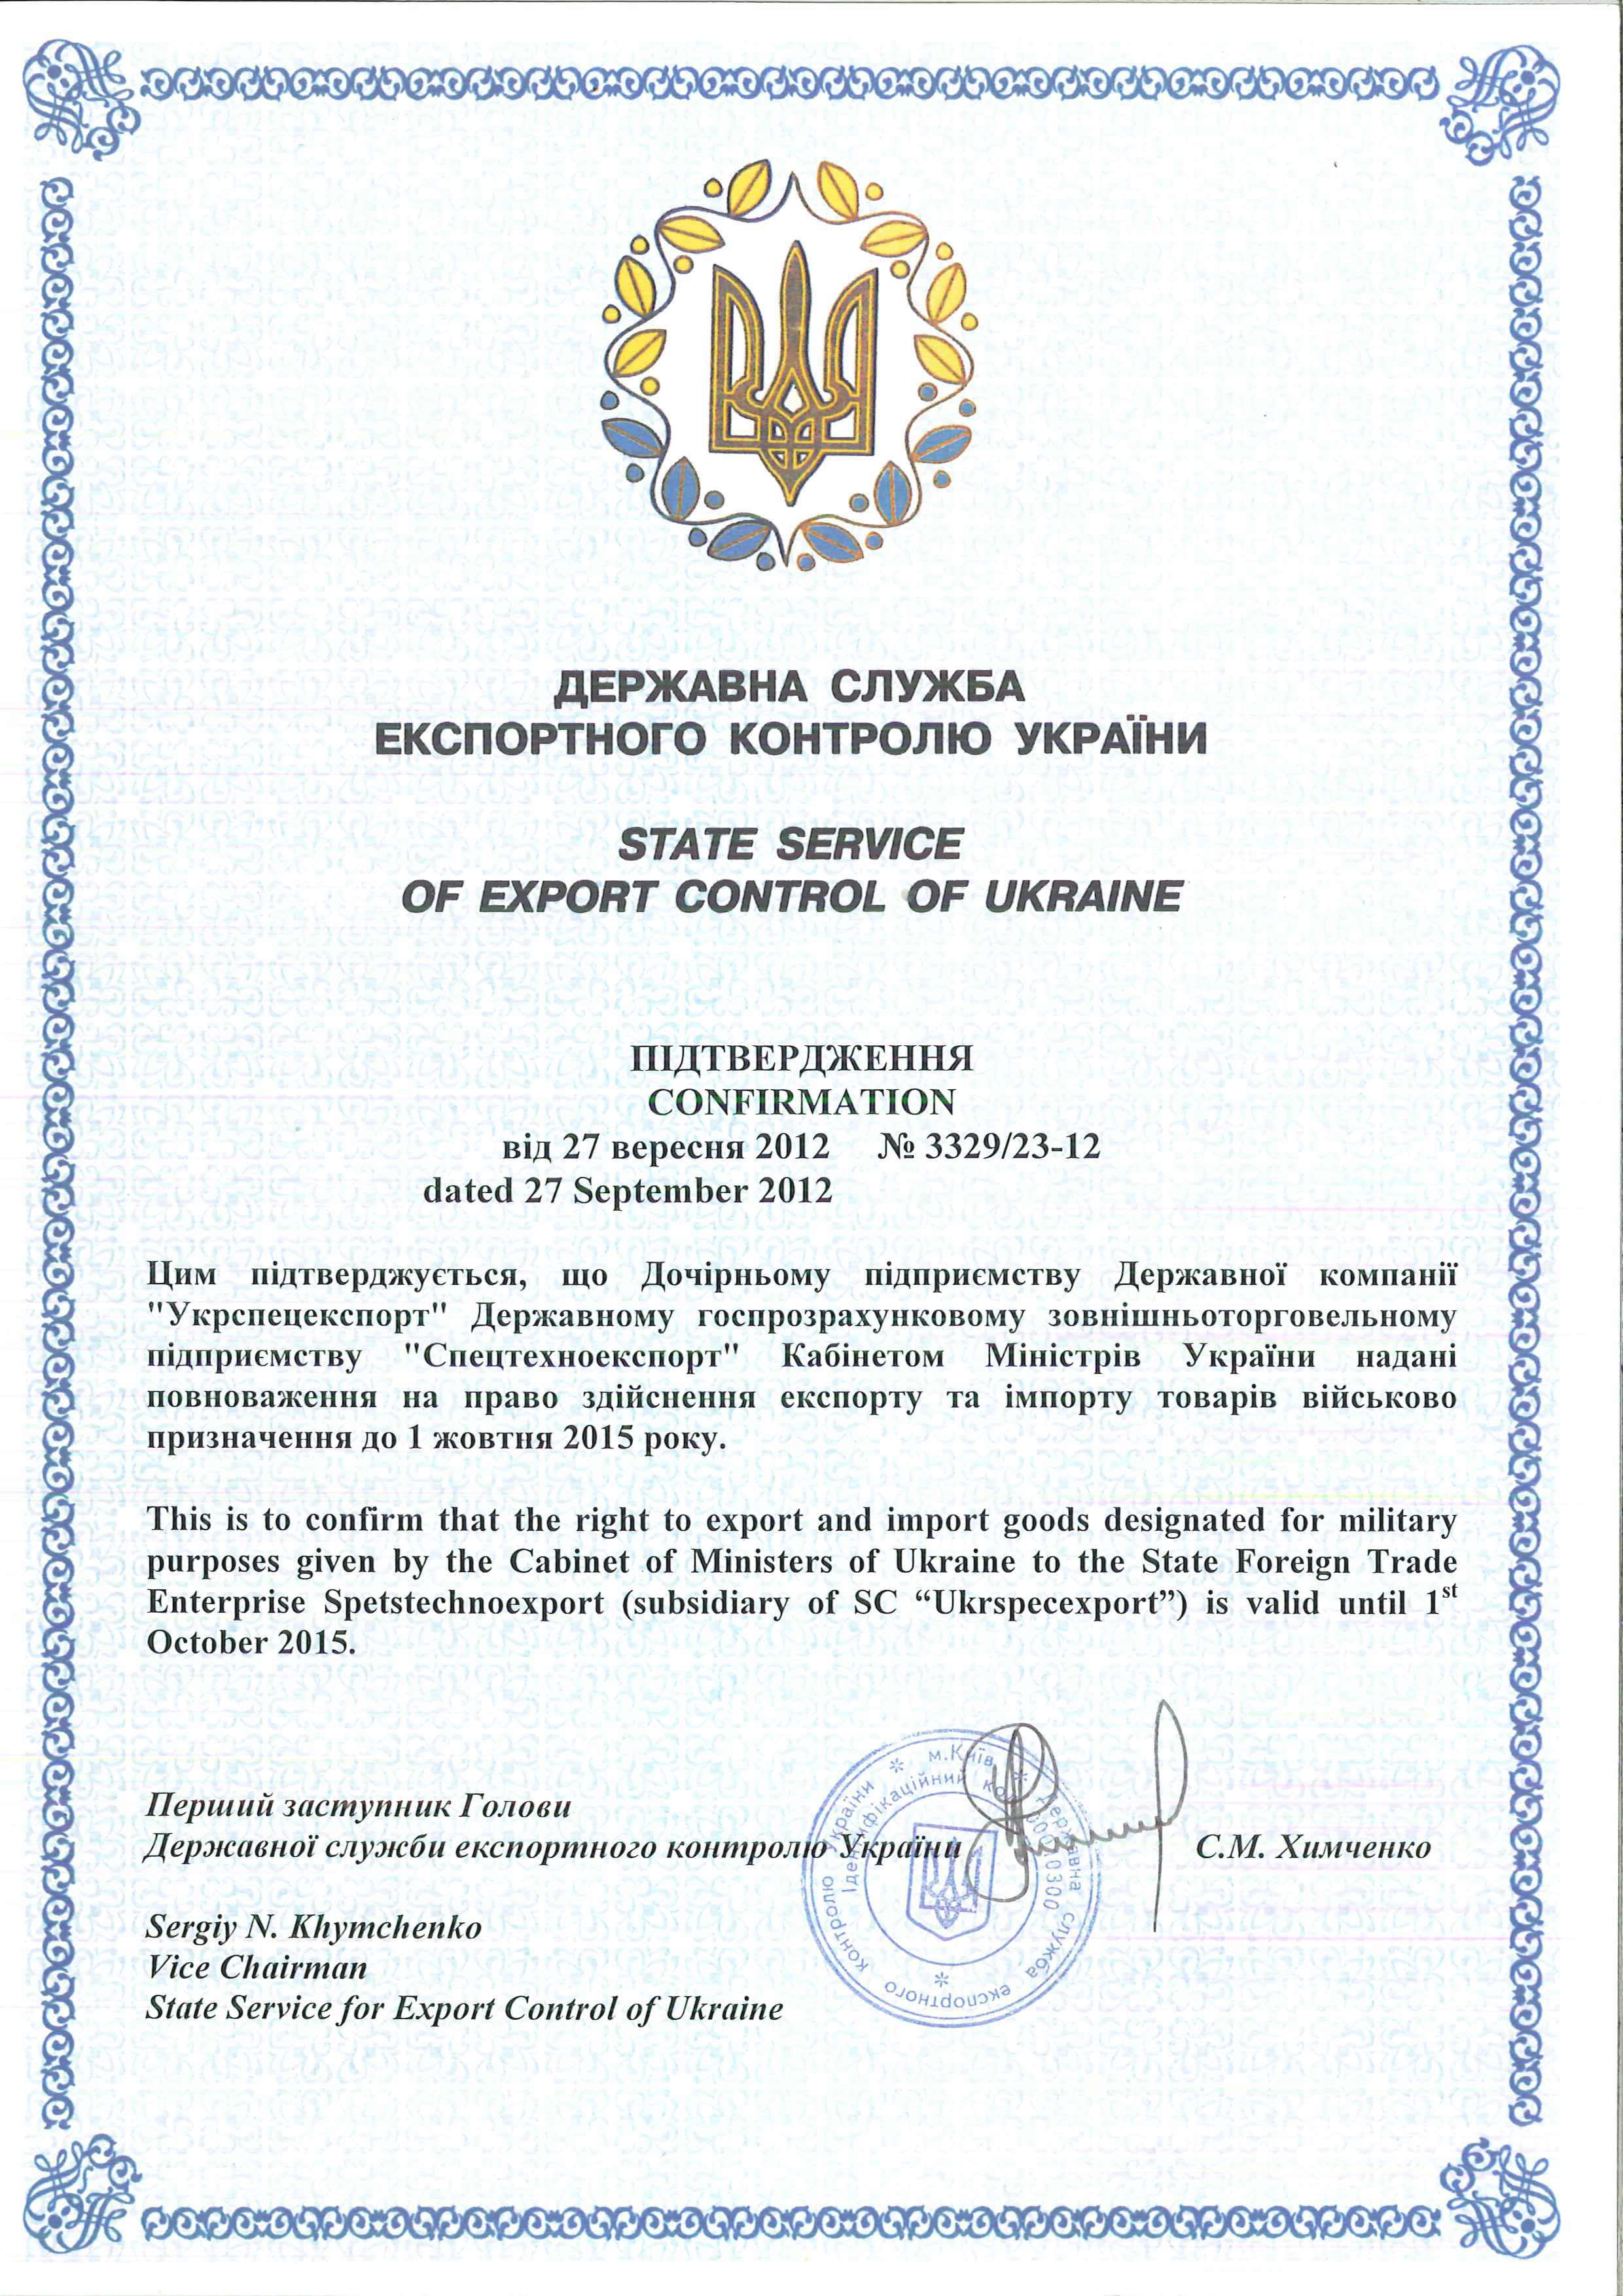 ДЕРЖАВНА СЛУЖБА
ЕКСПОРТНОГО КОНТРОЛЮ УКРАЇНИ
STATE SERVICE
OF EXPORT CONTROL OF UKRAINE
ПІДТВЕРДЖЕННЯ
CONFIRMATION
від 27 вересня 2012 № 3329/23-12
dated 27 September 2012
Цим підтверджується, що Дочірньому підприємству Державної компанії
"Укрспецекспорт" Державному госпрозрахунковому зовнішньоторговельному
підприємству "Спецтехноекспорт" Кабінетом Міністрів України надані
повноваження на право здійснення експорту та імпорту товарів військово
призначення до 1 жовтня 2015 року.
This is to confirm that the right to export and import goods designated for military
purposes given by the Cabinet of Ministers of Ukraine to the State Foreign Trade
Enterprise Spetstechnoexport (subsidiary of SC “Ukrspecexport”) is valid until 1st
October 2015.
Перший заступник Голови
Державної служби експортного контролю України С.М. Химченко
Sergiy N. Khymchenko
Vice Chairman
State Service for Export Control of Ukraine
м.Київ * Державна служба експортного контролю України *
Ідентифікаційний код